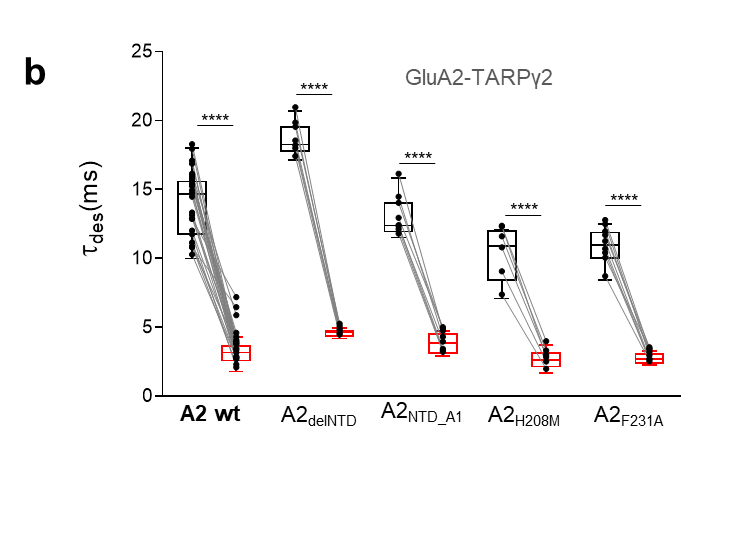 b
GluA2-TARPγ2
τdes(ms)
25
20
15
10
5
0
****
****
****
****
****
A2 wt
A2delNTD
A2NTD_A1
A2H208M
A2F231A